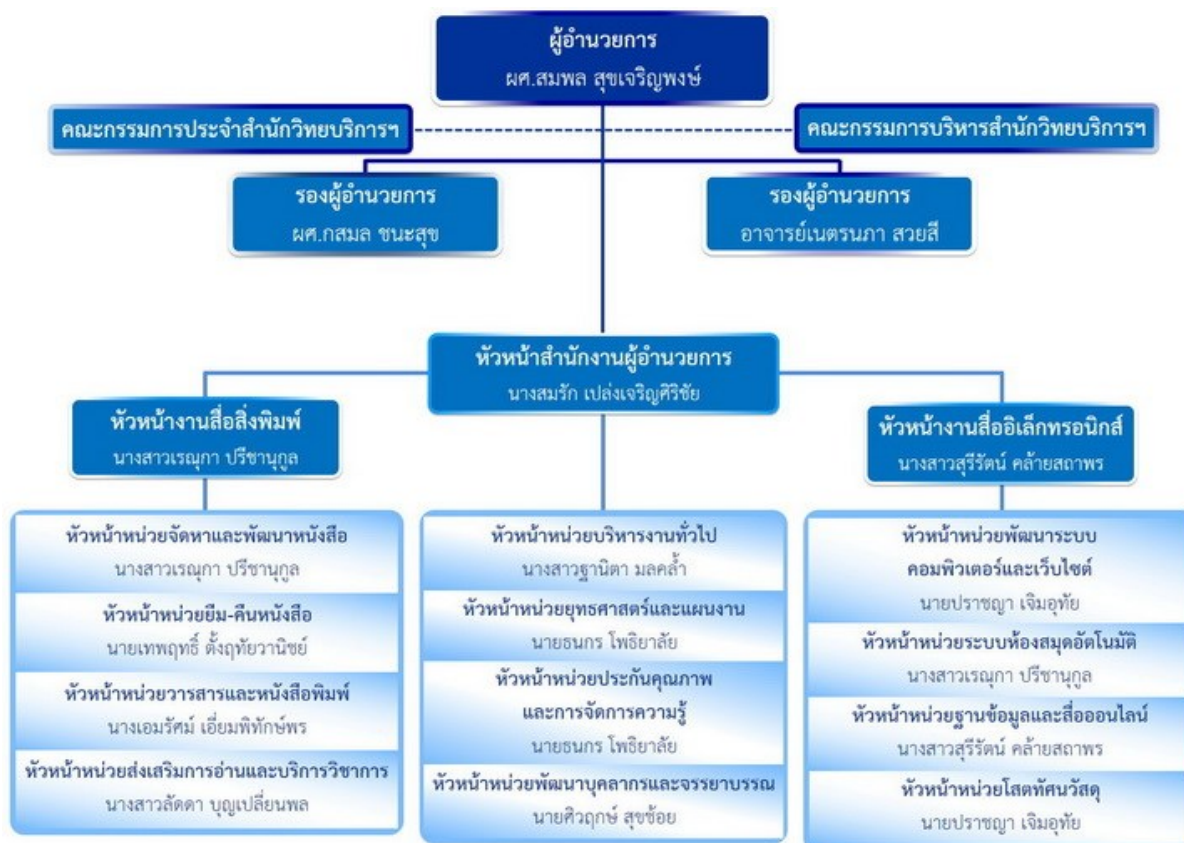 ผู้อำนวยการ
ผศ.สมพล สุขเจริญพงษ์
คณะกรรมการประจำสำนักวิทยบริการฯ
คณะกรรมการบริหารสำนักวิทยบริการฯ
รองผู้อำนวยการ
ผศ.กสมล ชนะสุข
รองผู้อำนวยการ
อาจารย์เนตรนภา สวยสี
หัวหน้าสำนักงานผู้อำนวยการ
นางสมรัก เปล่งเจริญศิริชัย
หัวหน้างานสื่อสิ่งพิมพ์
นางสาวเรณุกา ปรีชานุกูล
หัวหน้างานสื่ออิเล็กทรอนิกส์
นางสาวสุรีรัตน์ คล้ายสถาพร
หัวหน้าหน่วยจัดหาและพัฒนาหนังสือ
นางสาวเรณุกา ปรีชานุกูล
หัวหน้าหน่วยยืม-คืนหนังสือ
นายเทพฤทธิ์ ตั้งฤทัยวานิชย์
หัวหน้าหน่วยวารสารและหนังสือพิมพ์
นางเอมรัศม์ เอี่ยมพิทักษ์พร
หัวหน้าหน่วยส่งเสริมการอ่านและบริการวิชาการ
นางสาวลัดดา บุญเปลี่ยนพล
หัวหน้าหน่วยบริหารงานทั่วไป
นางสาวฐานิตา มลคล้ำ
หัวหน้าหน่วยยุทธศาสตร์และแผนงาน
นายธนกร โพธิยาลัย
หัวหน้าหน่วยประกันคุณภาพ
และการจัดการความรู้
นายธนกร โพธิยาลัย
หัวหน้าหน่วยพัฒนาบุคลากรและจรรยาบรรณ
นายศิวฤกษ์ สุขช้อย
หัวหน้าหน่วยพัฒนาระบบ
คอมพิวเตอร์และเว็บไซต์
นายปราชญา เจิมอุทัย
หัวหน้าหน่วยระบบห้องสมุดอัตโนมัติ
นางสาวเรณุกา ปรีชานุกูล
หัวหน้าหน่วยฐานข้อมูลและสื่อออนไลน์
นางสาวสุรีรัตน์ คล้ายสถาพร
หัวหน้าหน่วยโสตทัศนวัสดุ
นายปราชญา เจิมอุทัย